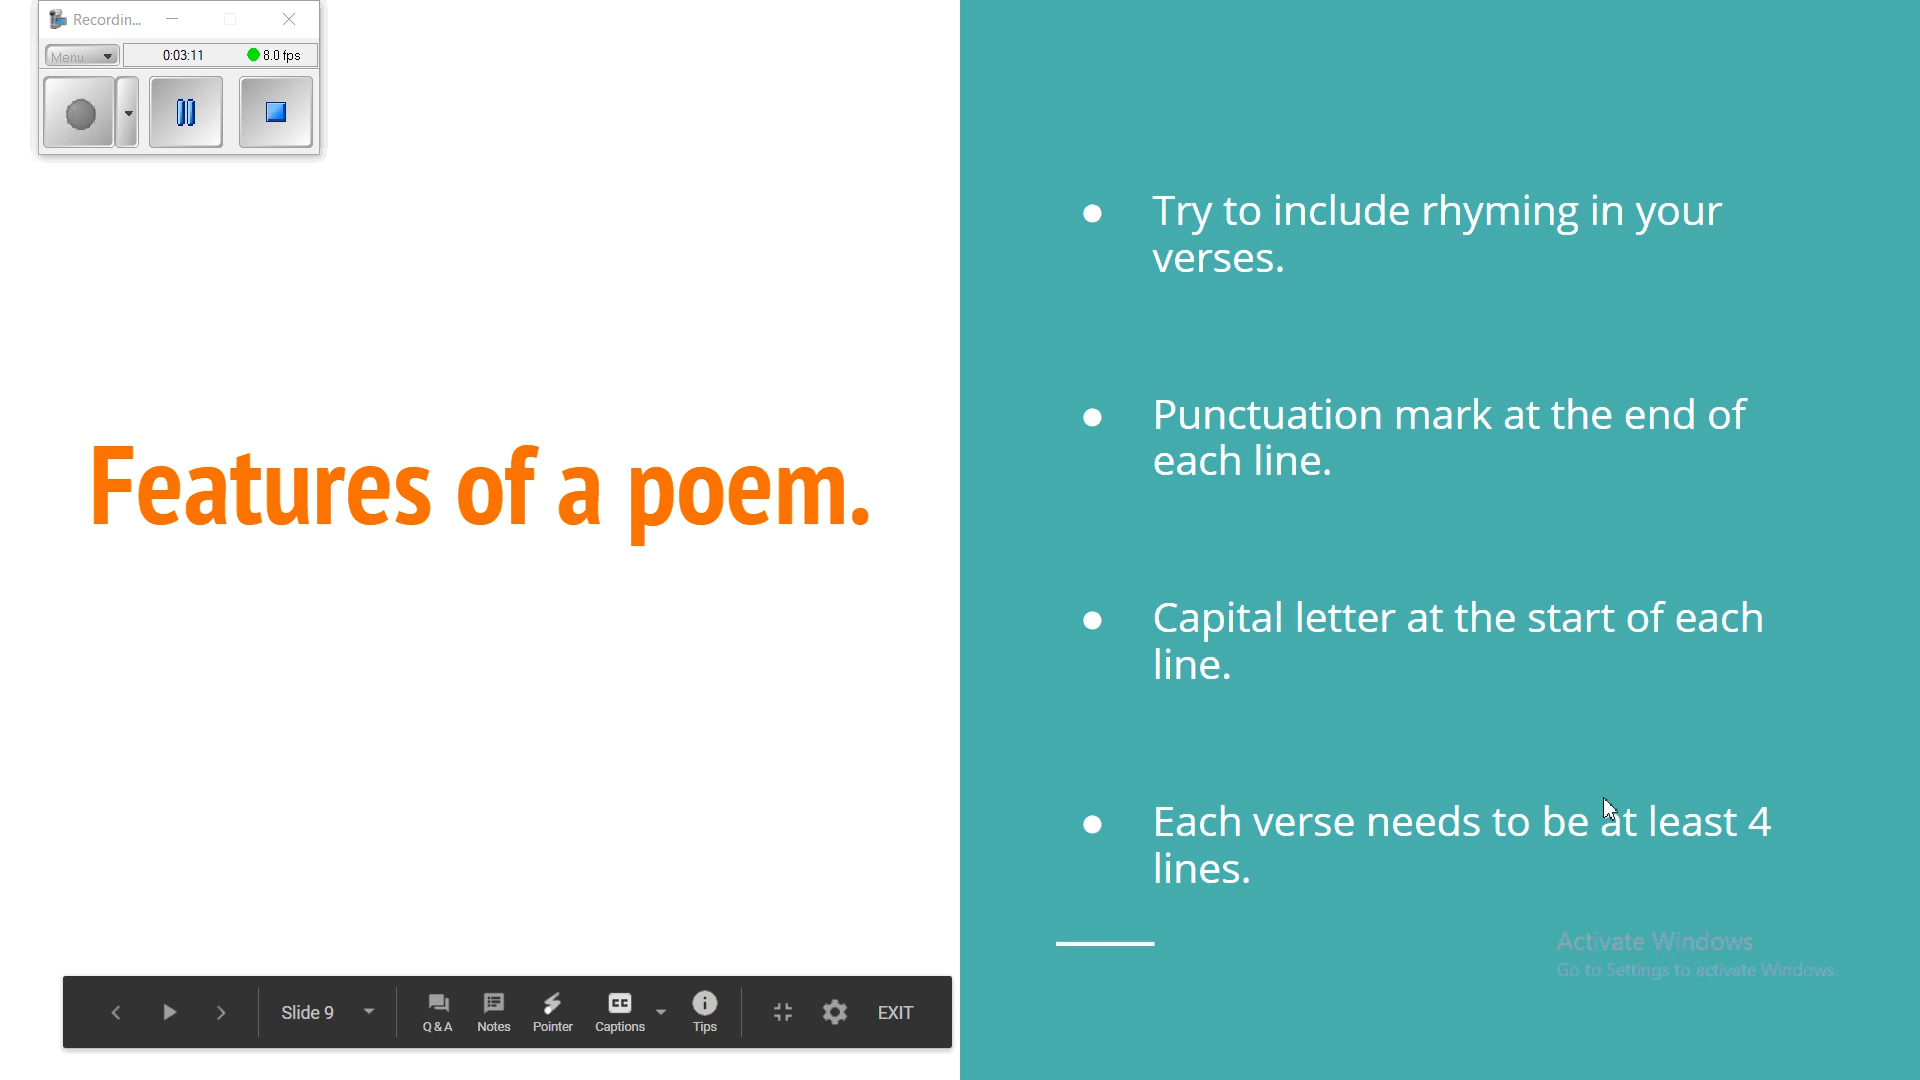 Recordin...
Menu
0:03:11
8.0 fps
Features of a poem.
● Try to include rhyming in your
verses.
● Punctuation mark at the end of
each line.
● Capital letter at the start of each
line.
● Each verse needs to be at least 4
lines.
Activate Windows
Go to Settings to activate Windows.
Slide 9
Q & A
Notes
Pointer
CC
Captions
Tips
EXIT